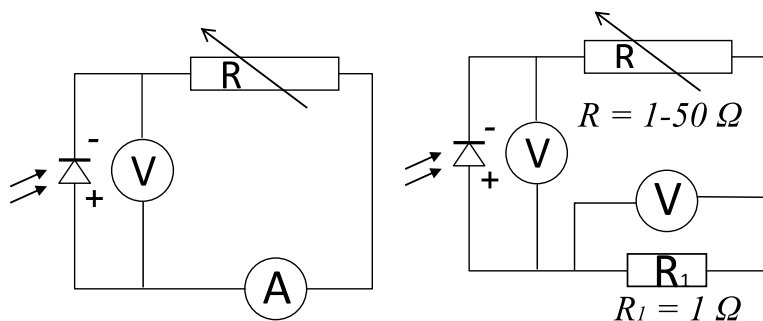 R
-
V
+
A
R
R = 1-50 Ω
-
V
+
V
R₁
R₁ = 1 Ω